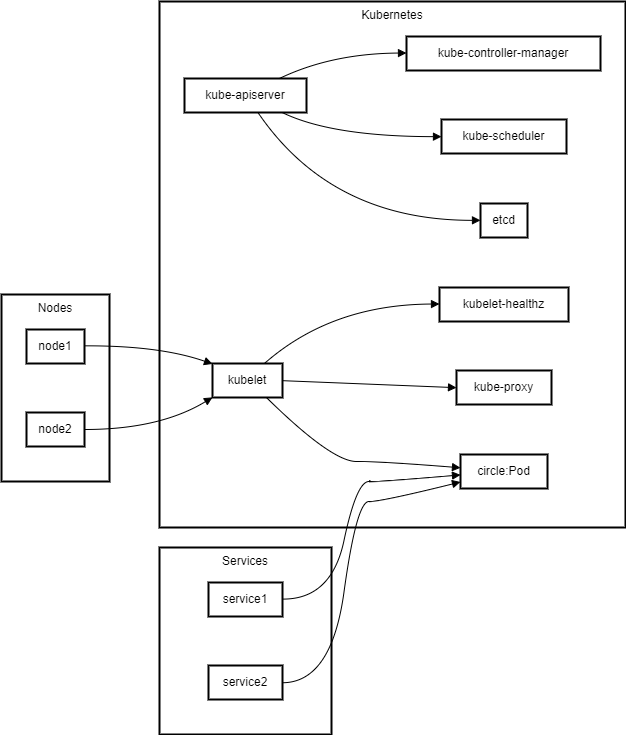 Kubernetes
kube-controller-manager
kube-apiserver
kube-scheduler
etcd
kubelet-healthz
Nodes
node1
kubelet
kube-proxy
node2
circle:Pod
Services
service1
service2